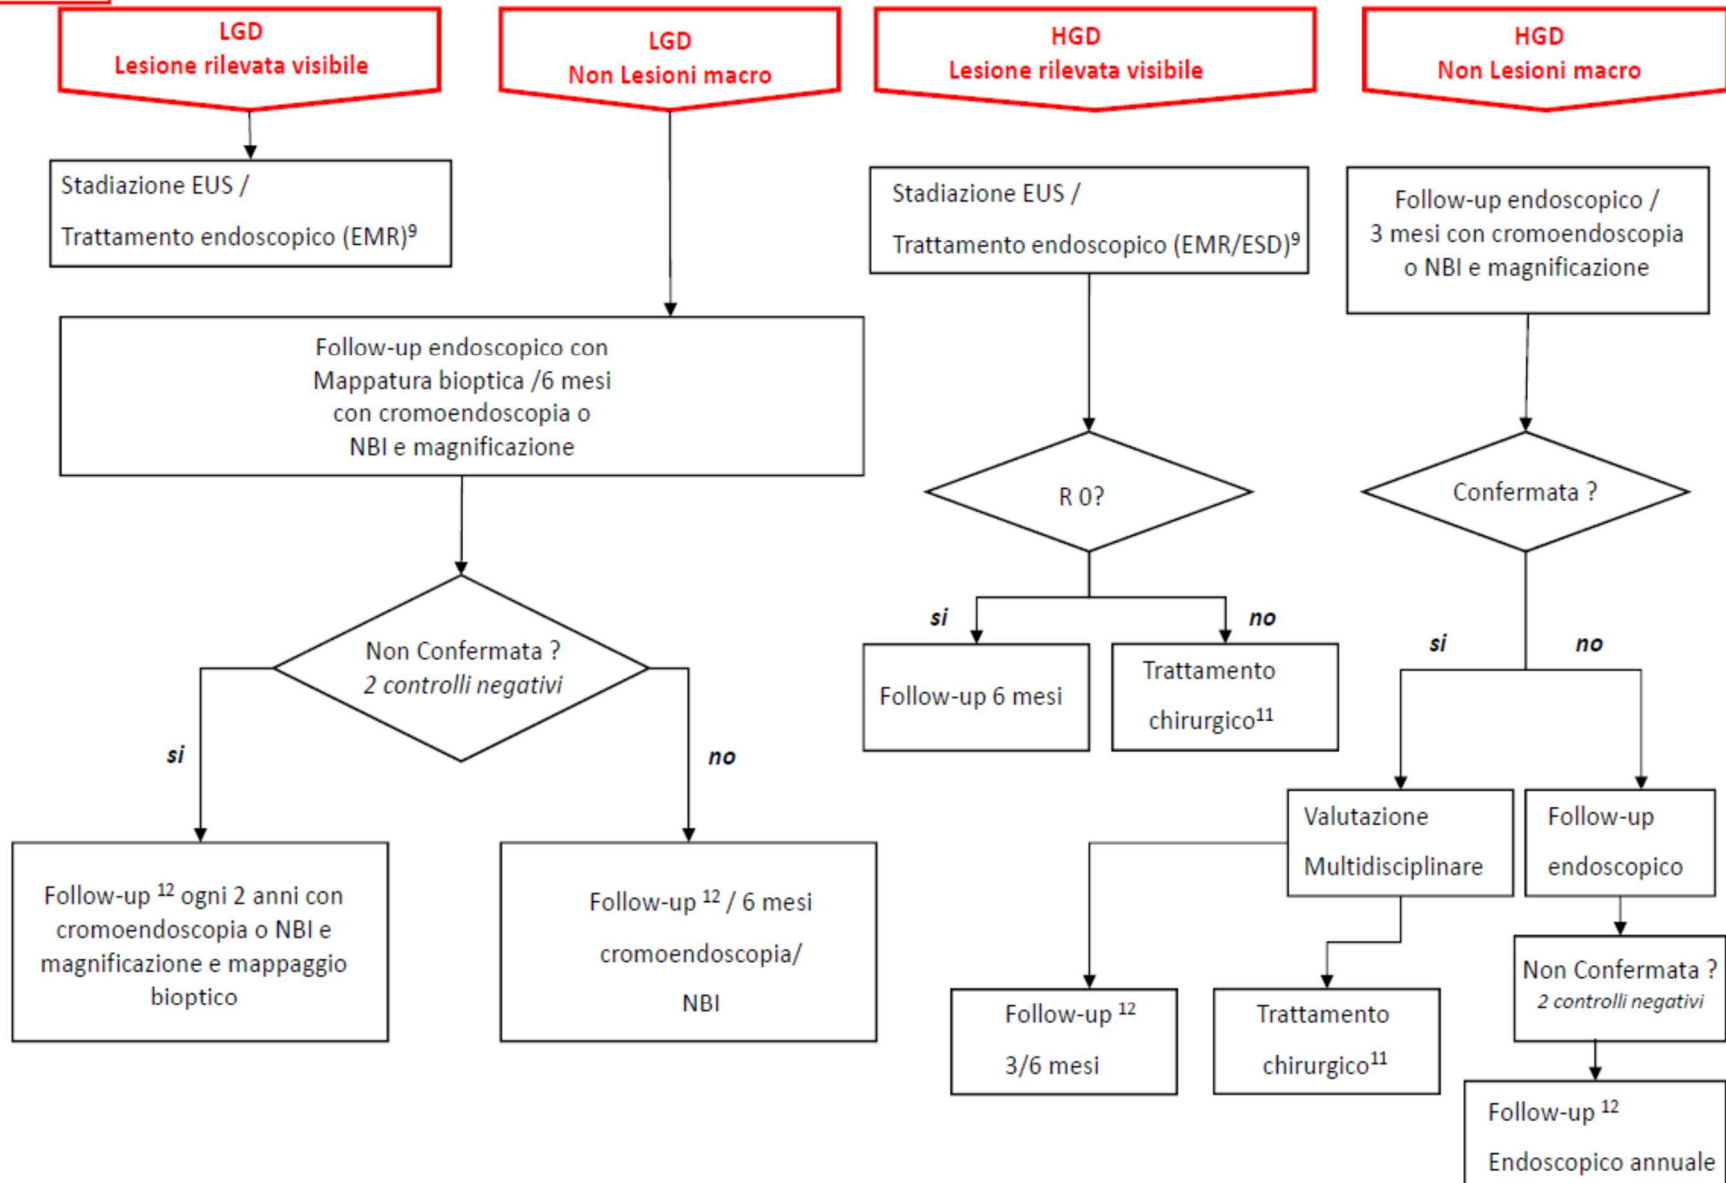 LGD
Lesione rilevata visibile
LGD
Non Lesioni macro
HGD
Lesione rilevata visibile
HGD
Non Lesioni macro
Stadiazione EUS /
Trattamento endoscopico (EMR)⁹
Stadiazione EUS /
Trattamento endoscopico (EMR/ESD)⁹
Follow-up endoscopico /
3 mesi con cromoendoscopia
o NBI e magnificazione
Follow-up endoscopico con
Mappatura bioptica /6 mesi
con cromoendoscopia o
NBI e magnificazione
R 0?
Confermata ?
si
no
Follow-up 6 mesi
Trattamento
chirurgico¹¹
si
no
Non Confermata ?
2 controlli negativi
si
no
Valutazione
Multidisciplinare
Follow-up
endoscopico
Follow-up ¹² ogni 2 anni con
cromoendoscopia o NBI e
magnificazione e mappaggio
bioptico
Follow-up ¹² / 6 mesi
cromoendoscopia/
NBI
Follow-up ¹²
3/6 mesi
Trattamento
chirurgico¹¹
Non Confermata ?
2 controlli negativi
Follow-up ¹²
Endoscopico annuale